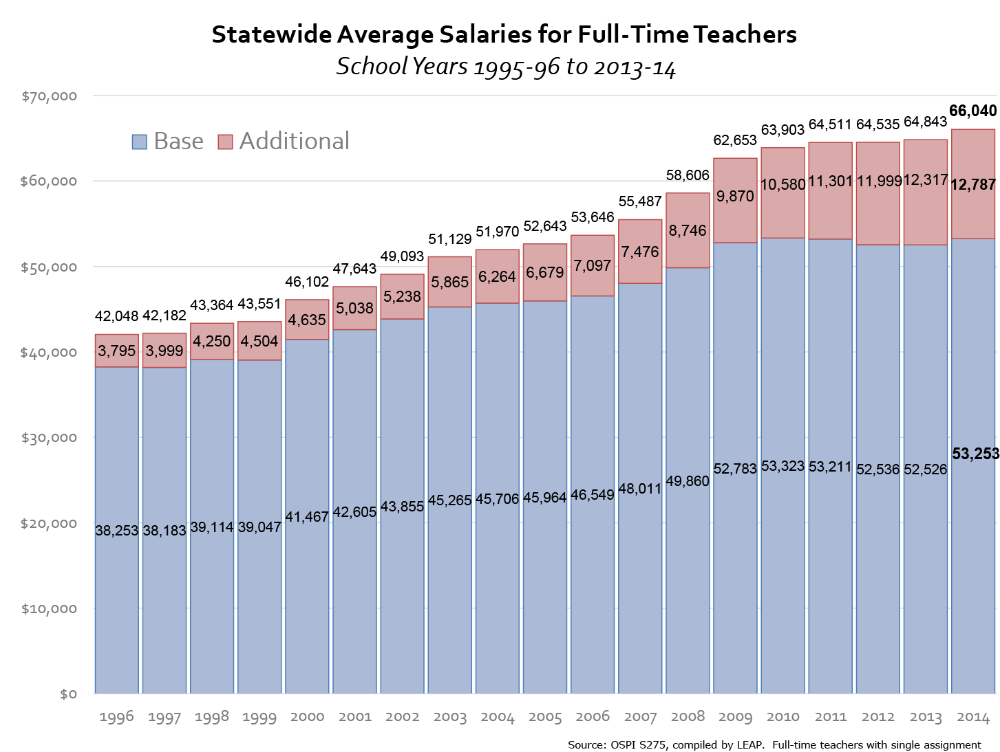 Statewide Average Salaries for Full-Time Teachers
School Years 1995-96 to 2013-14
$70,000
$60,000
$50,000
$40,000
$30,000
$20,000
$10,000
$0
Base Additional
42,048 42,182 43,364 43,551 46,102 47,643 49,093 51,129 51,970 52,643 53,646 55,487 58,606 62,653 63,903 64,511 64,535 64,843 66,040
3,795 3,999 4,250 4,504 4,635 5,038 5,238 5,865 6,264 6,679 7,097 7,476 8,746 9,870 10,580 11,301 11,999 12,317 12,787
38,253 38,183 39,114 39,047 41,467 42,605 43,855 45,265 45,706 45,964 46,549 48,011 49,860 52,783 53,323 53,211 52,536 52,526 53,253
1996 1997 1998 1999 2000 2001 2002 2003 2004 2005 2006 2007 2008 2009 2010 2011 2012 2013 2014
Source: OSPI S275, compiled by LEAP.  Full-time teachers with single assignment